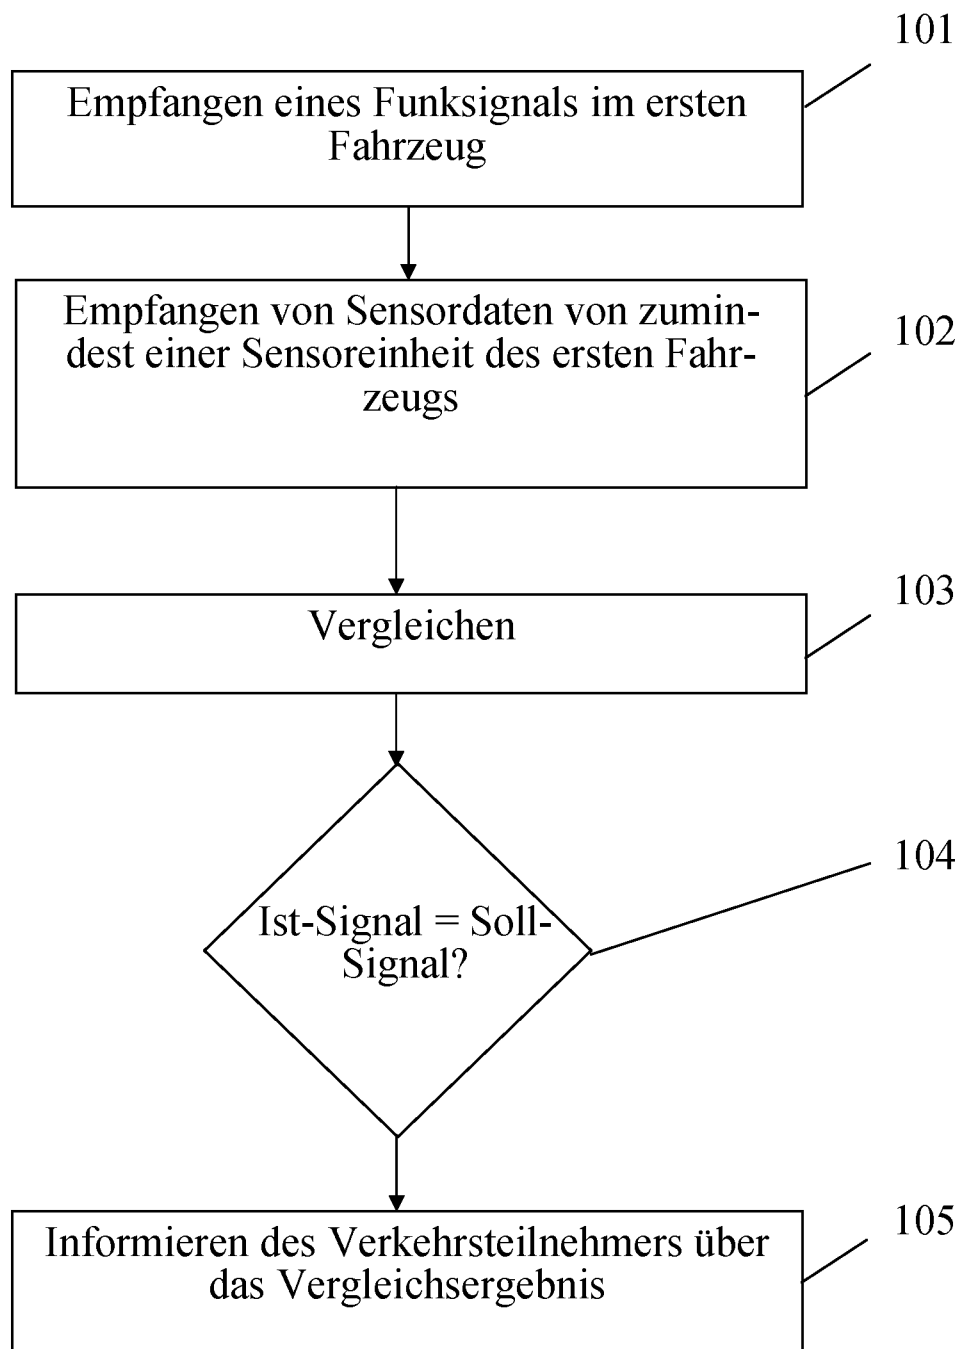 101
Empfangen eines Funksignals im ersten
Fahrzeug
Empfangen von Sensordaten von zumin-
dest einer Sensoreinheit des ersten Fahr-
zeugs
102
103
Vergleichen
104
Ist-Signal = Soll-
Signal?
105
Informieren des Verkehrsteilnehmers über
das Vergleichsergebnis